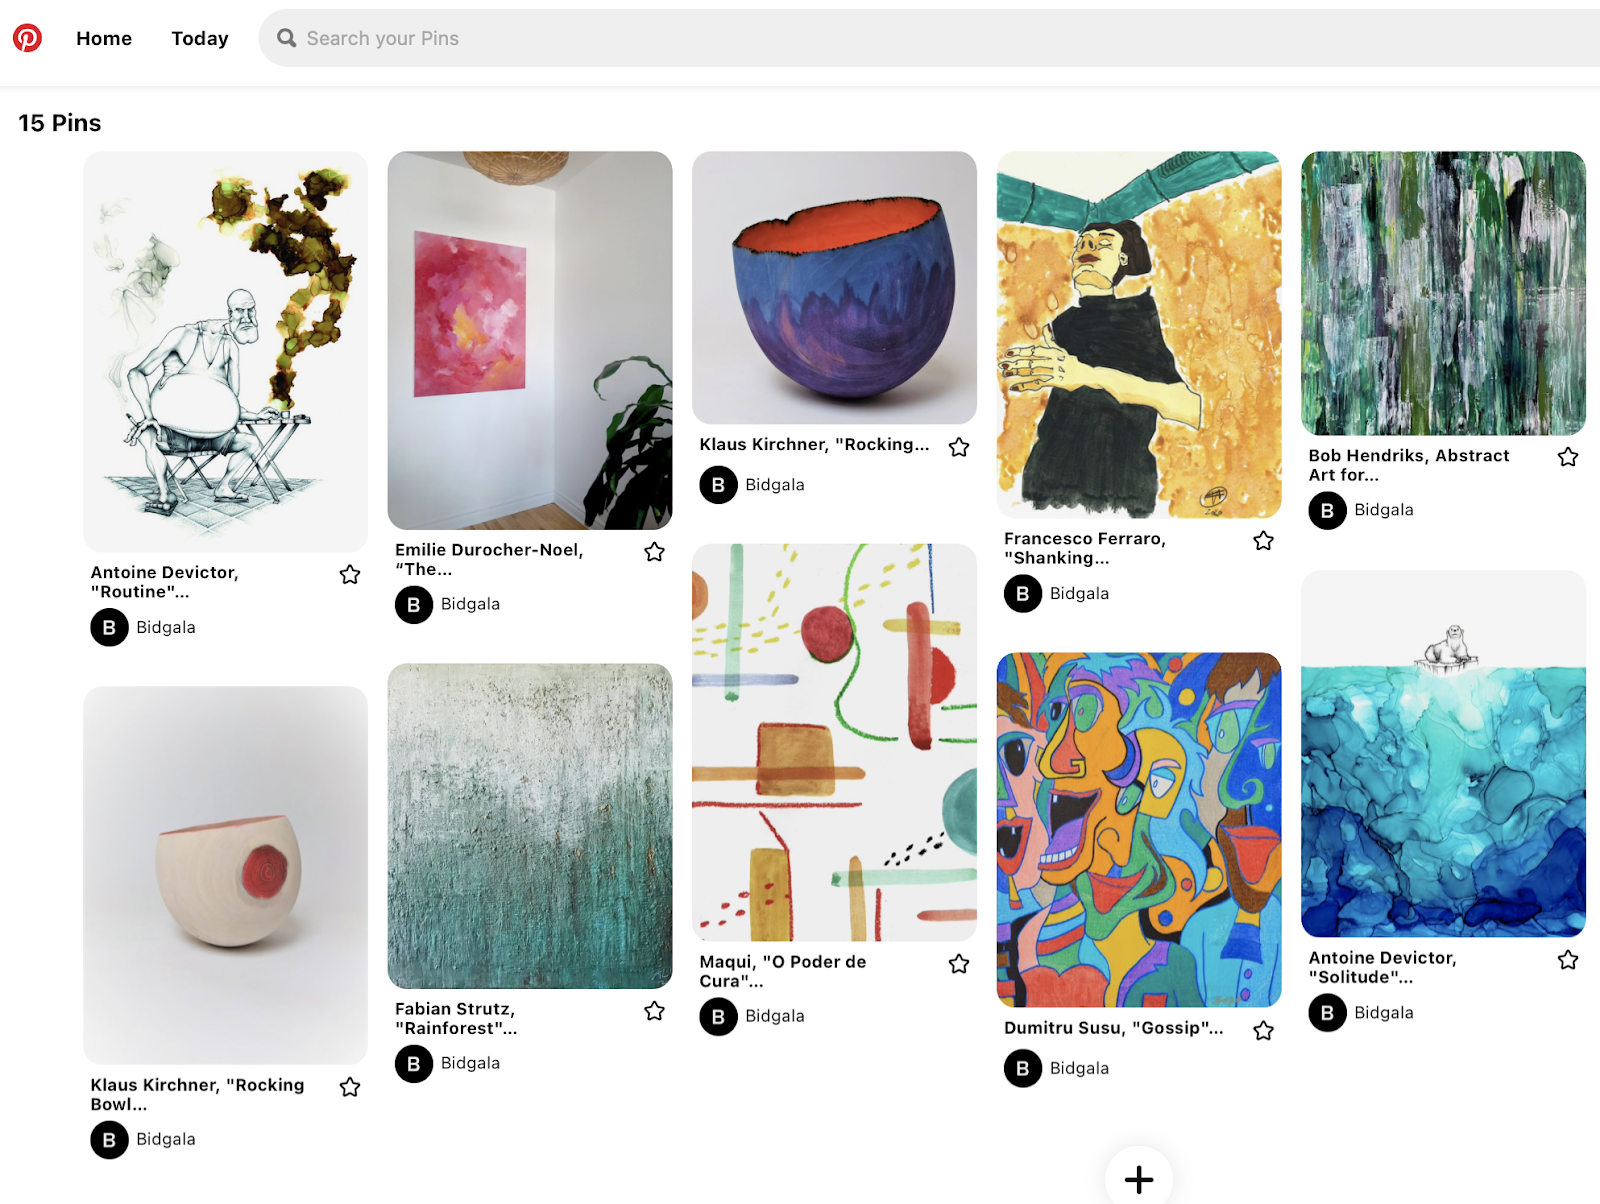 Home
Today
Search your Pins
15 Pins
Antoine Devictor,
"Routine"...
B
Bidgala
Emilie Durocher-Noel,
“The...
B
Bidgala
Klaus Kirchner, "Rocking...
B
Bidgala
Francesco Ferraro,
"Shanking...
B
Bidgala
Bob Hendriks, Abstract
Art for...
B
Bidgala
Klaus Kirchner, "Rocking
Bowl...
B
Bidgala
Fabian Strutz,
"Rainforest"...
B
Bidgala
Maqui, "O Poder de
Cura"...
B
Bidgala
Dumitru Susu, "Gossip"...
B
Bidgala
Antoine Devictor,
"Solitude"...
B
Bidgala